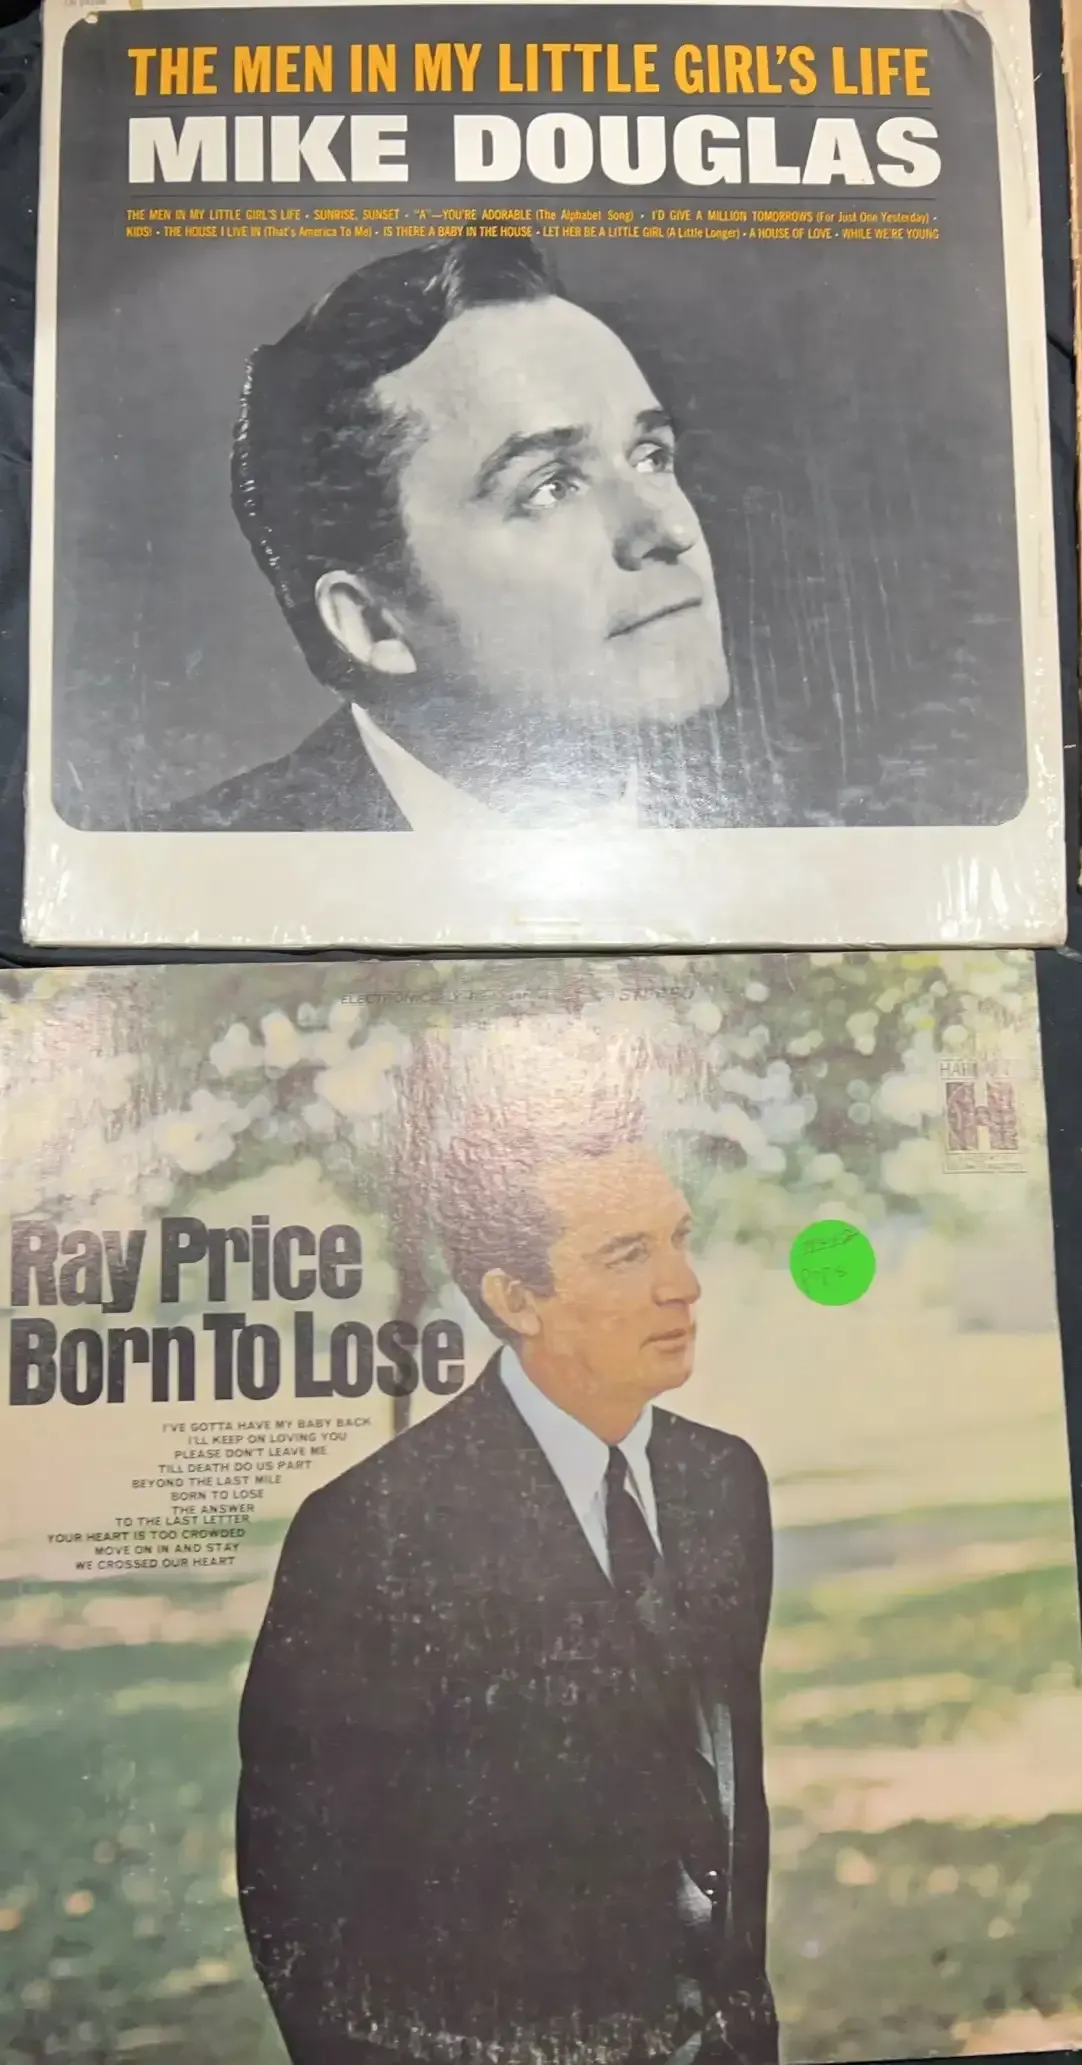 THE MEN IN MY LITTLE GIRL'S LIFE
MIKE DOUGLAS
THE MEN IN MY LITTLE GIRL'S LIFE • SUNRISE, SUNSET • "A"—YOU'RE ADORABLE (The Alphabet Song) • I'D GIVE A MILLION TOMORROWS (For Just One Yesterday) •
KIDS! • THE HOUSE I LIVE IN (That's America To Me) • IS THERE A BABY IN THE HOUSE • LET HER BE A LITTLE GIRL (A Little Longer) • A HOUSE OF LOVE • WHILE WE'RE YOUNG
STEREO
H
Ray Price
Born To Lose
pops
I'VE GOTTA HAVE MY BABY BACK
I'LL KEEP ON LOVING YOU
PLEASE DON'T LEAVE ME
TILL DEATH DO US PART
BEYOND THE LAST MILE
BORN TO LOSE
THE ANSWER
TO THE LAST LETTER
YOUR HEART IS TOO CROWDED
MOVE ON IN AND STAY
WE CROSSED OUR HEART